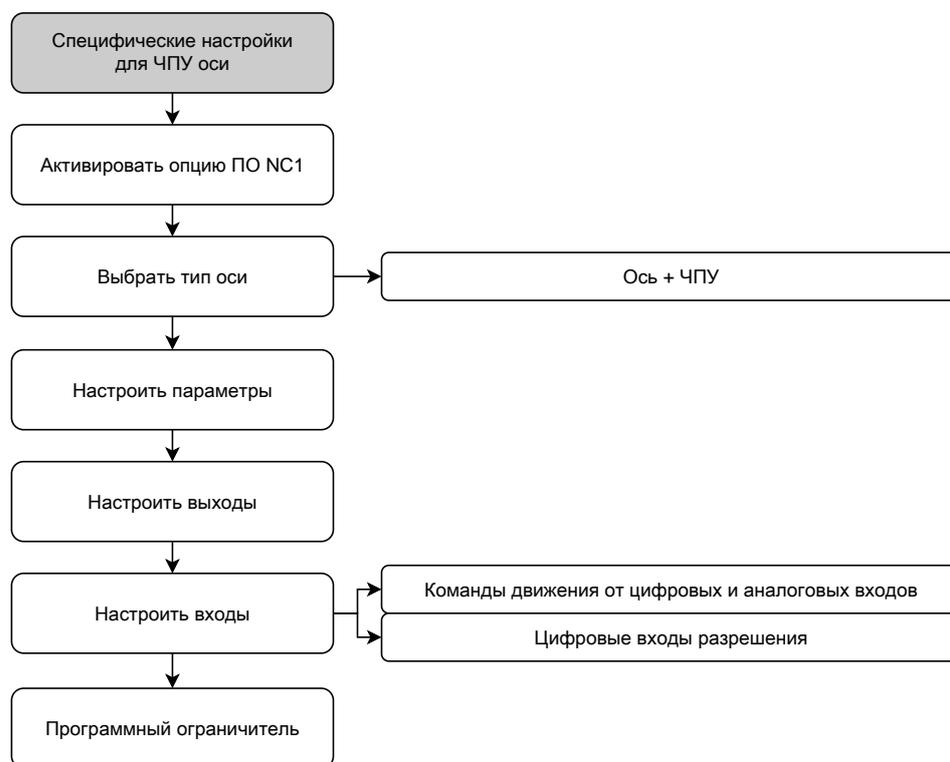 Специфические настройки
для ЧПУ оси
Активировать опцию ПО NC1
Выбрать тип оси
Ось + ЧПУ
Настроить параметры
Настроить выходы
Настроить входы
Команды движения от цифровых и аналоговых входов
Цифровые входы разрешения
Программный ограничитель